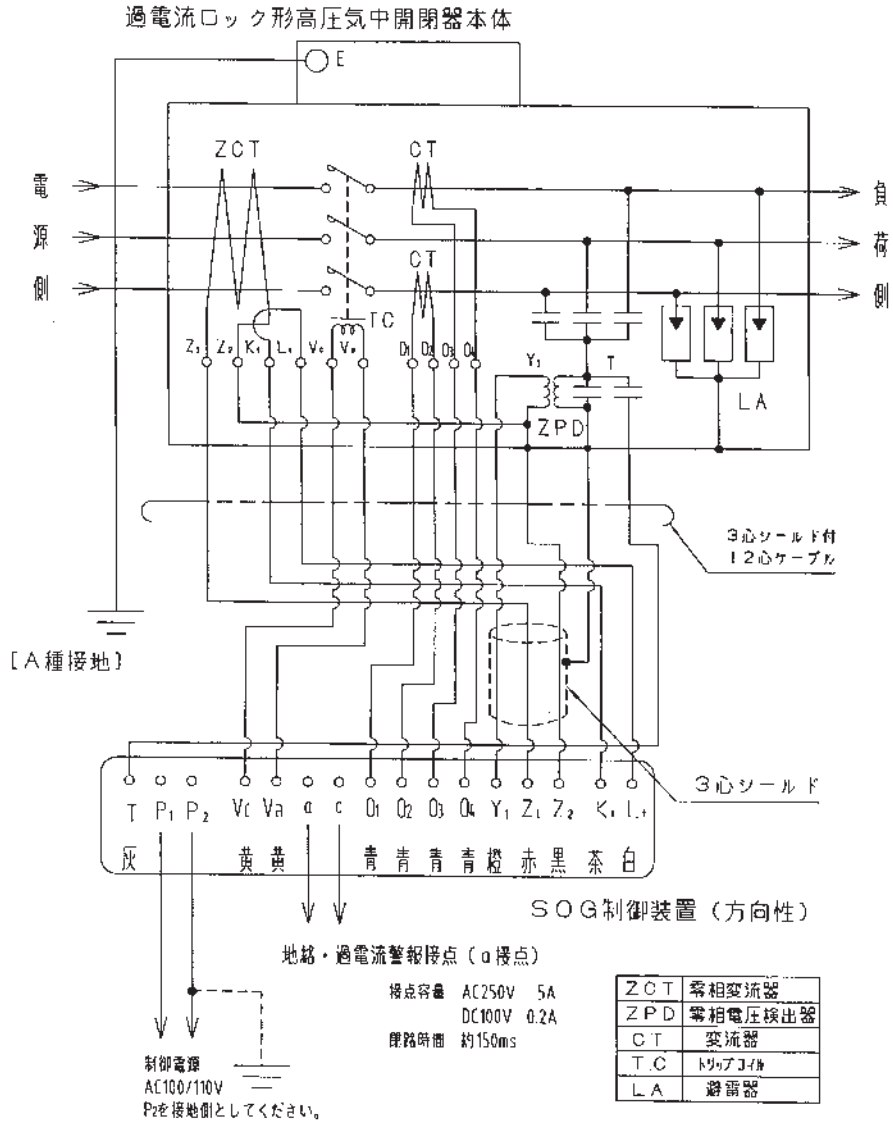 過電流ロック形高圧気中開閉器本体
E
ZCT
CT
電
源
側
負
荷
側
CT
TC
Z₁ Z₂ K₁ L₁ Vc Va O₁ O₂ O₃ O₄
Y₁
T
ZPD
LA
3心シールド付
12心ケーブル
[A種接地]
3心シールド
T P₁ P₂ Vc Va a c O₁ O₂ O₃ O₄ Y₁ Z₁ Z₂ K₁ L₁
灰 黄 黄 青 青 青 青 橙 赤 黒 茶 白
SOG制御装置(方向性)
地絡・過電流警報接点(a接点)
接点容量 AC250V 5A
DC100V 0.2A
閉路時間 約150ms
制御電源
AC100/110V
P₂を接地側としてください。
ZCT 零相変流器
ZPD 零相電圧検出器
CT 変流器
T.C トリップコイル
LA 避雷器